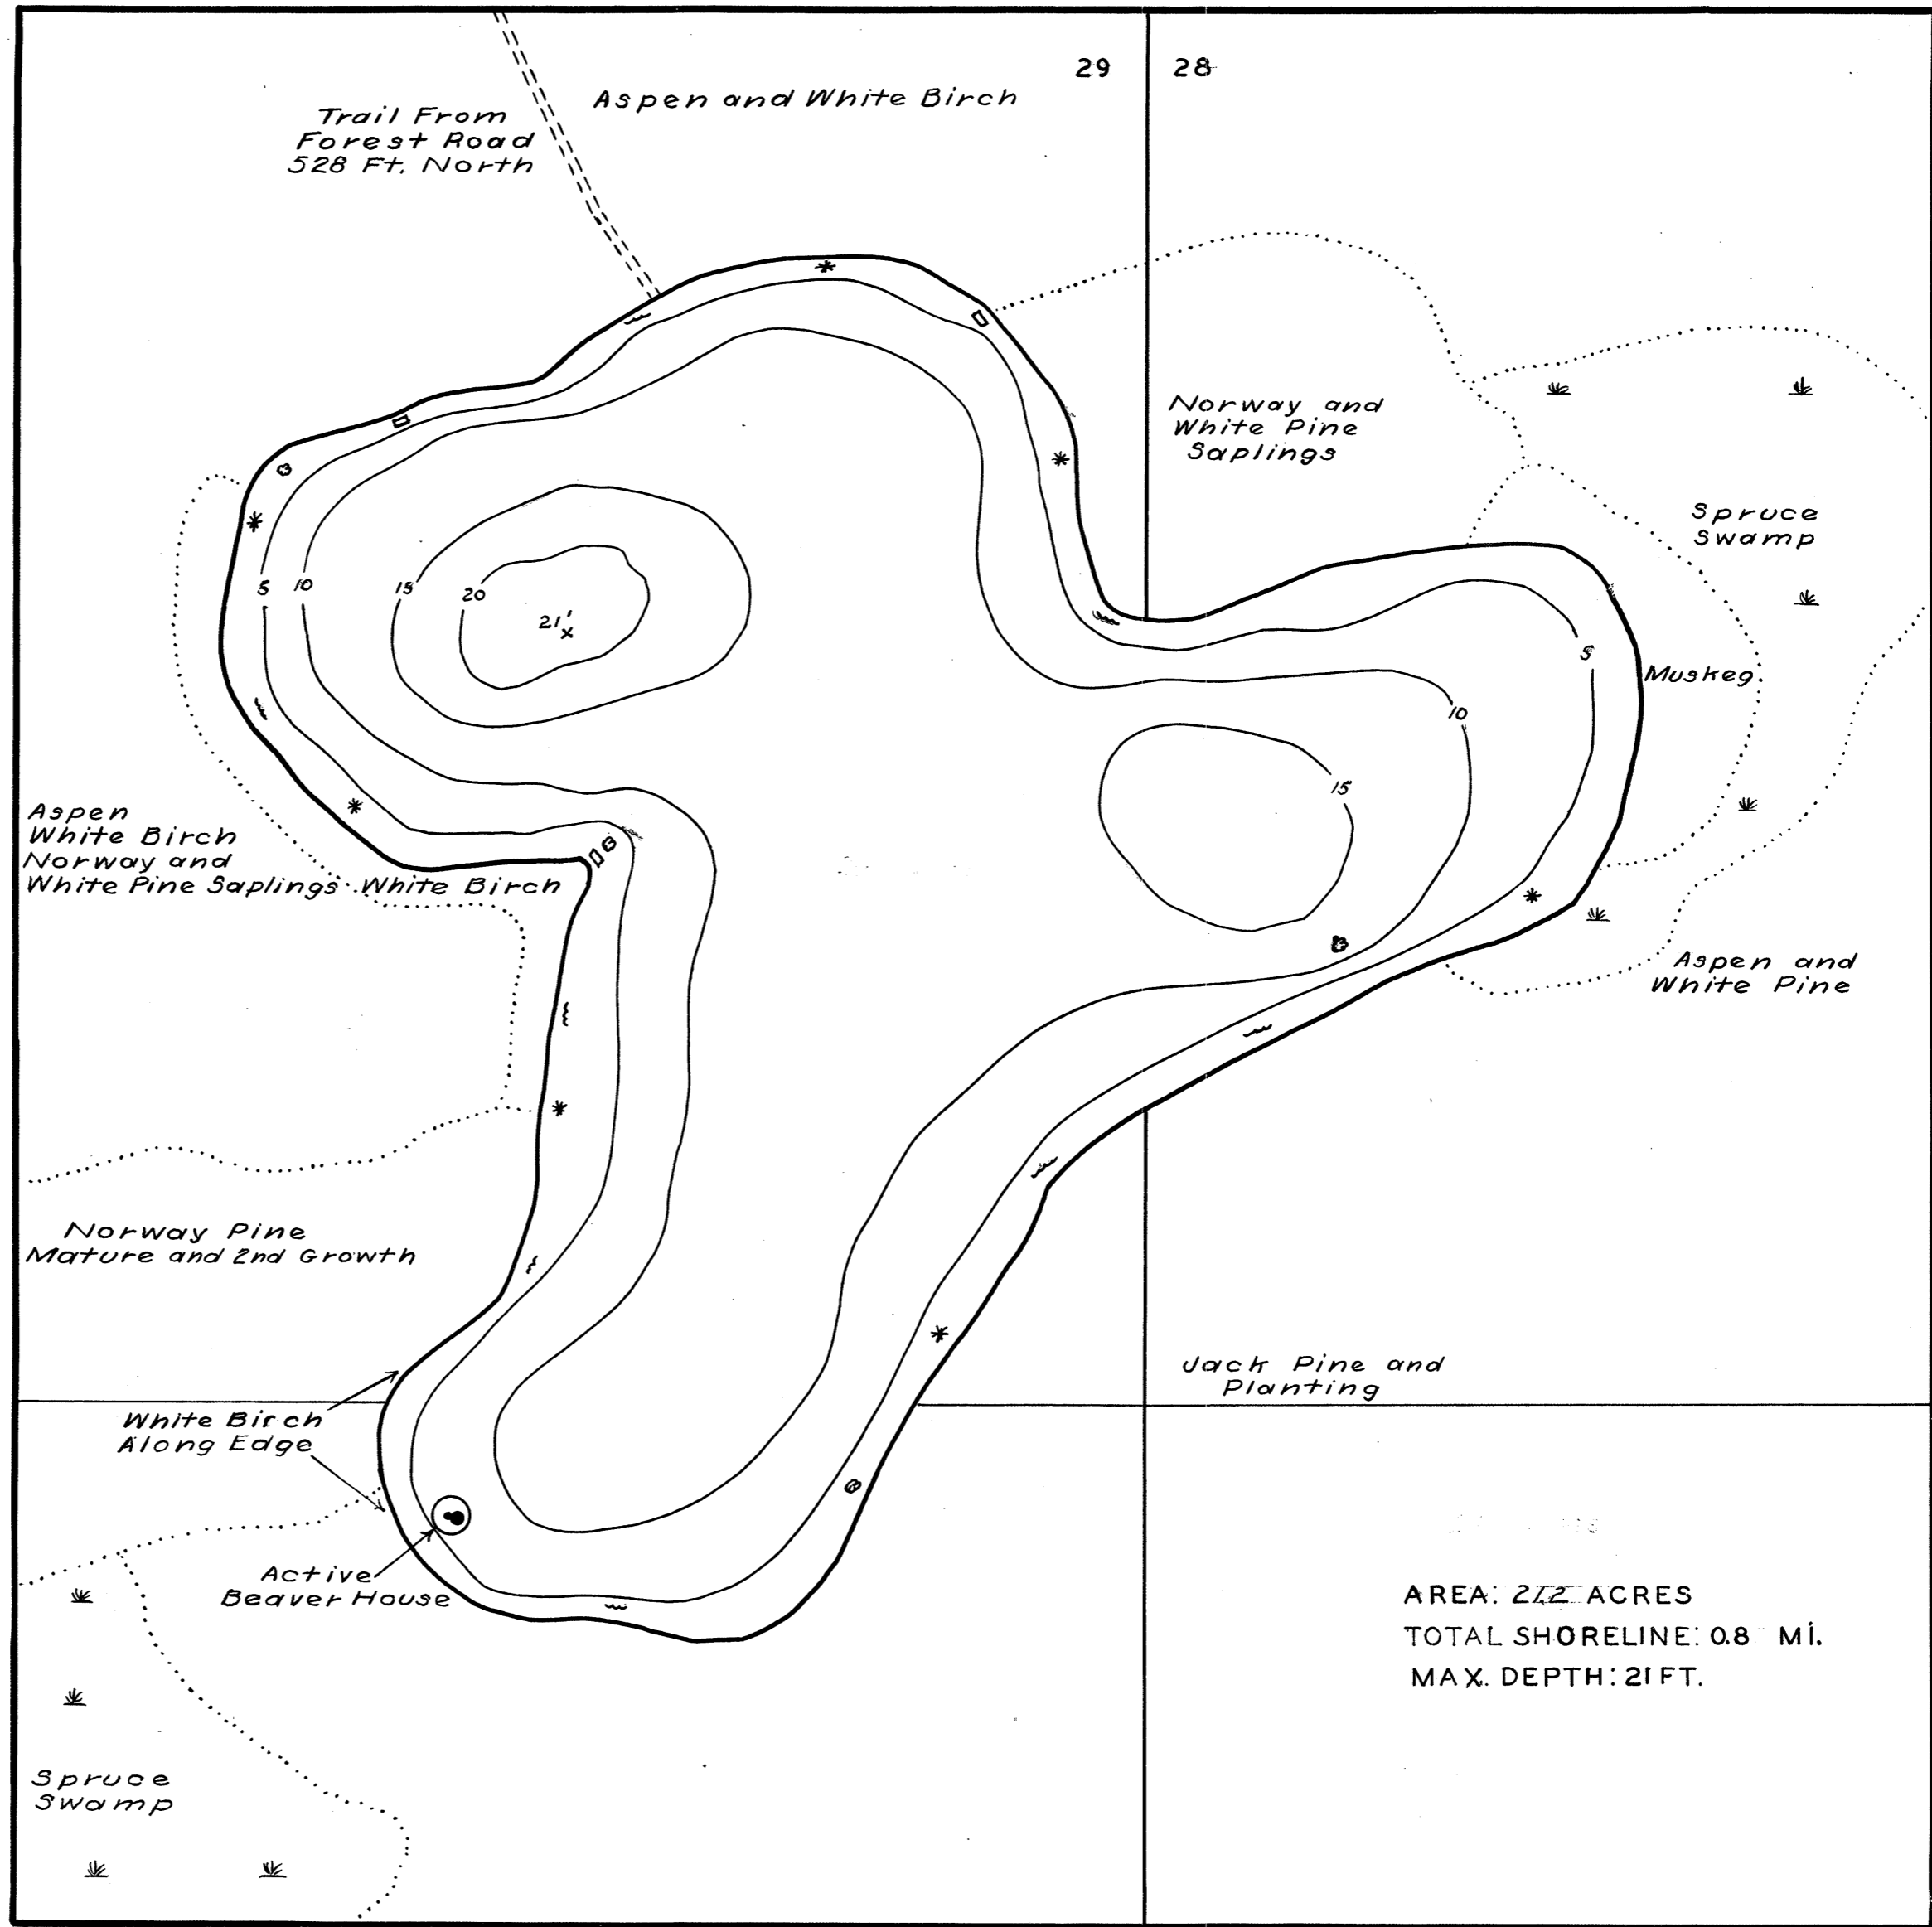 29
28
Aspen and White Birch
Trail From
Forest Road
528 Ft. North
Norway and
White Pine
Saplings
Spruce
Swamp
5
10
15
20
21'
5
Muskeg
10
15
Aspen
White Birch
Norway and
White Pine Saplings
White Birch
Aspen and
White Pine
Norway Pine
Mature and 2nd Growth
Jack Pine and
Planting
White Birch
Along Edge
Active
Beaver House
AREA: ACRES
TOTAL SHORELINE: 0.8 MI.
MAX. DEPTH: 21 FT.
Spruce
Swamp